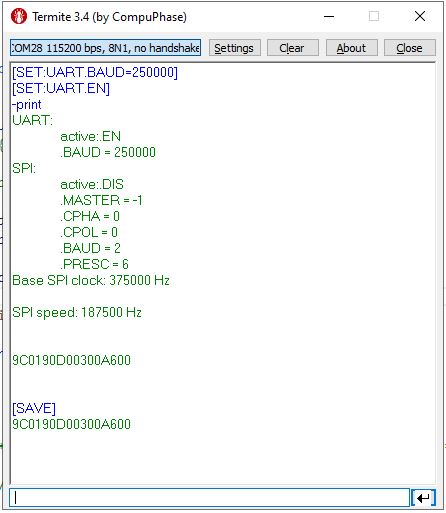 Termite 3.4 (by CompuPhase)
COM28 115200 bps, 8N1, no handshake
Settings
Clear
About
Close
[SET:UART.BAUD=250000]
[SET:UART.EN]
-print
UART:
active:.EN
.BAUD = 250000
SPI:
active:.DIS
.MASTER = -1
.CPHA = 0
.CPOL = 0
.BAUD = 2
.PRESC = 6
Base SPI clock: 375000 Hz
SPI speed: 187500 Hz
9C0190D00300A600
[SAVE]
9C0190D00300A600